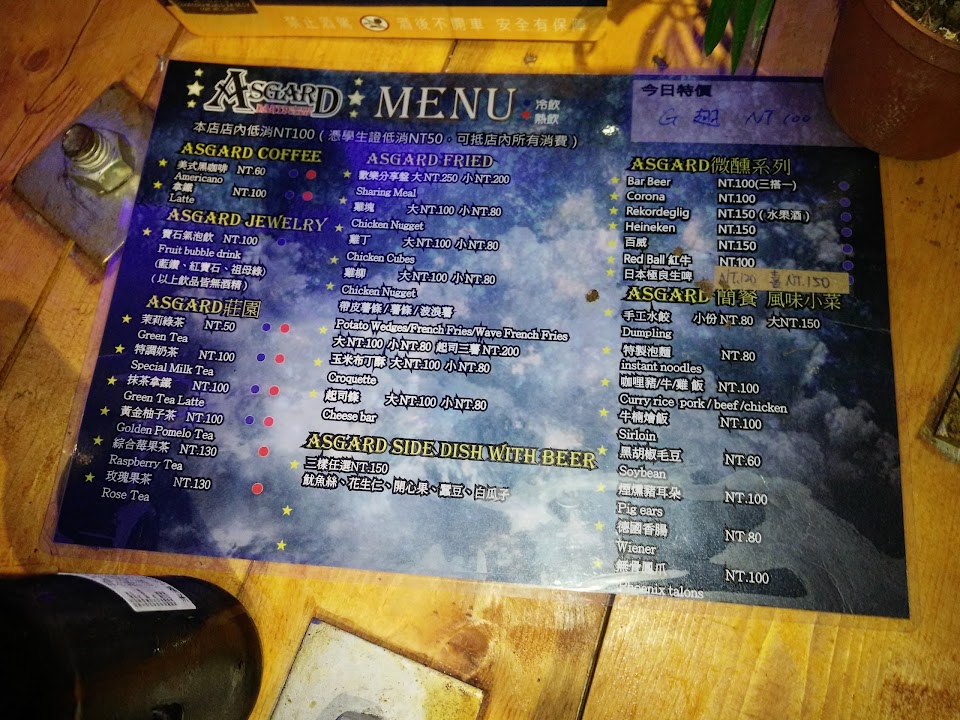 禁止酒駕 酒後不開車 安全有保障
ASGARD MENU
冷飲
熱飲
本店店內低消NT100（憑學生證低消NT50，可抵店內所有消費）
ASGARD COFFEE
美式黑咖啡 NT.60
Americano
拿鐵 NT.100
Latte
ASGARD JEWELRY
寶石氣泡飲 NT.100
Fruit bubble drink
(藍鑽、紅寶石、祖母綠)
(以上飲品皆無酒精)
ASGARD莊園
茉莉綠茶 NT.50
Green Tea
特調奶茶 NT.100
Special Milk Tea
抹茶拿鐵 NT.100
Green Tea Latte
黃金柚子茶 NT.100
Golden Pomelo Tea
綜合莓果茶 NT.130
Raspberry Tea
玫瑰果茶 NT.130
Rose Tea
ASGARD FRIED
歡樂分享盤 大NT.250 小NT.200
Sharing Meal
雞塊 大NT.100 小NT.80
Chicken Nugget
雞丁 大NT.100 小NT.80
Chicken Cubes
雞柳 大NT.100 小NT.80
Chicken Nugget
帶皮薯條/薯條/波浪薯
Potato Wedges/French Fries/Wave French Fries
大NT.100 小NT.80 起司三薯NT.200
玉米布丁酥 大NT.100 小NT.80
Croquette
起司條 大NT.100 小NT.80
Cheese bar
ASGARD SIDE DISH WITH BEER
三樣任選NT.150
魷魚絲、花生仁、開心果、蠶豆、白瓜子
今日特價
G 翅 NT 100
ASGARD微醺系列
Bar Beer NT.100(三搭一)
Corona NT.100
Rekordeglig NT.150(水果酒)
Heineken NT.150
百威 NT.150
Red Ball 紅牛 NT.100
日本極良生啤 NT.120 NT.150
ASGARD 簡餐 風味小菜
手工水餃 小份NT.80 大NT.150
Dumpling
特製泡麵 NT.80
instant noodles
咖哩豬/牛/雞 飯 NT.100
Curry rice pork/beef/chicken
牛楠燴飯 NT.100
Sirloin
黑胡椒毛豆 NT.60
Soybean
煙燻豬耳朵 NT.100
Pig ears
德國香腸 NT.80
Wiener
無骨鳳爪 NT.100
Phoenix talons